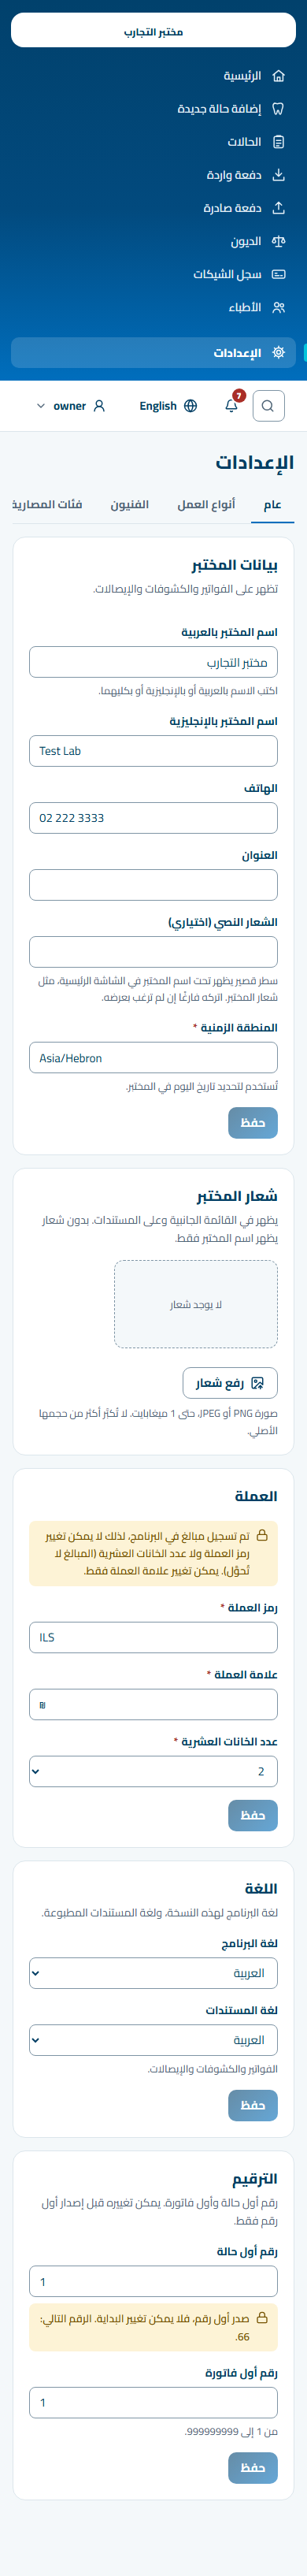 مختبر التجارب
الرئيسية
إضافة حالة جديدة
الحالات
دفعة واردة
دفعة صادرة
الديون
سجل الشيكات
الأطباء
الإعدادات
7
English
owner
الإعدادات
عام
أنواع العمل
الفنيون
فئات المصاريف
بيانات المختبر
تظهر على الفواتير والكشوفات والإيصالات.
اسم المختبر بالعربية
مختبر التجارب
اكتب الاسم بالعربية أو بالإنجليزية أو بكليهما.
اسم المختبر بالإنجليزية
Test Lab
الهاتف
02 222 3333
العنوان
الشعار النصي (اختياري)
سطر قصير يظهر تحت اسم المختبر في الشاشة الرئيسية، مثل
شعار المختبر. اتركه فارغًا إن لم ترغب بعرضه.
المنطقة الزمنية *
Asia/Hebron
تُستخدم لتحديد تاريخ اليوم في المختبر.
حفظ
شعار المختبر
يظهر في القائمة الجانبية وعلى المستندات. بدون شعار
يظهر اسم المختبر فقط.
لا يوجد شعار
رفع شعار
صورة PNG أو JPEG، حتى 1 ميغابايت. لا تُكبَّر أكثر من حجمها
الأصلي.
العملة
تم تسجيل مبالغ في البرنامج، لذلك لا يمكن تغيير
رمز العملة ولا عدد الخانات العشرية (المبالغ لا
تُحوَّل). يمكن تغيير علامة العملة فقط.
رمز العملة *
ILS
علامة العملة *
₪
عدد الخانات العشرية *
2
حفظ
اللغة
لغة البرنامج لهذه النسخة، ولغة المستندات المطبوعة.
لغة البرنامج
العربية
لغة المستندات
العربية
الفواتير والكشوفات والإيصالات.
حفظ
الترقيم
رقم أول حالة وأول فاتورة. يمكن تغييره قبل إصدار أول
رقم فقط.
رقم أول حالة
1
صدر أول رقم، فلا يمكن تغيير البداية. الرقم التالي:
66.
رقم أول فاتورة
1
من 1 إلى 999999999.
حفظ